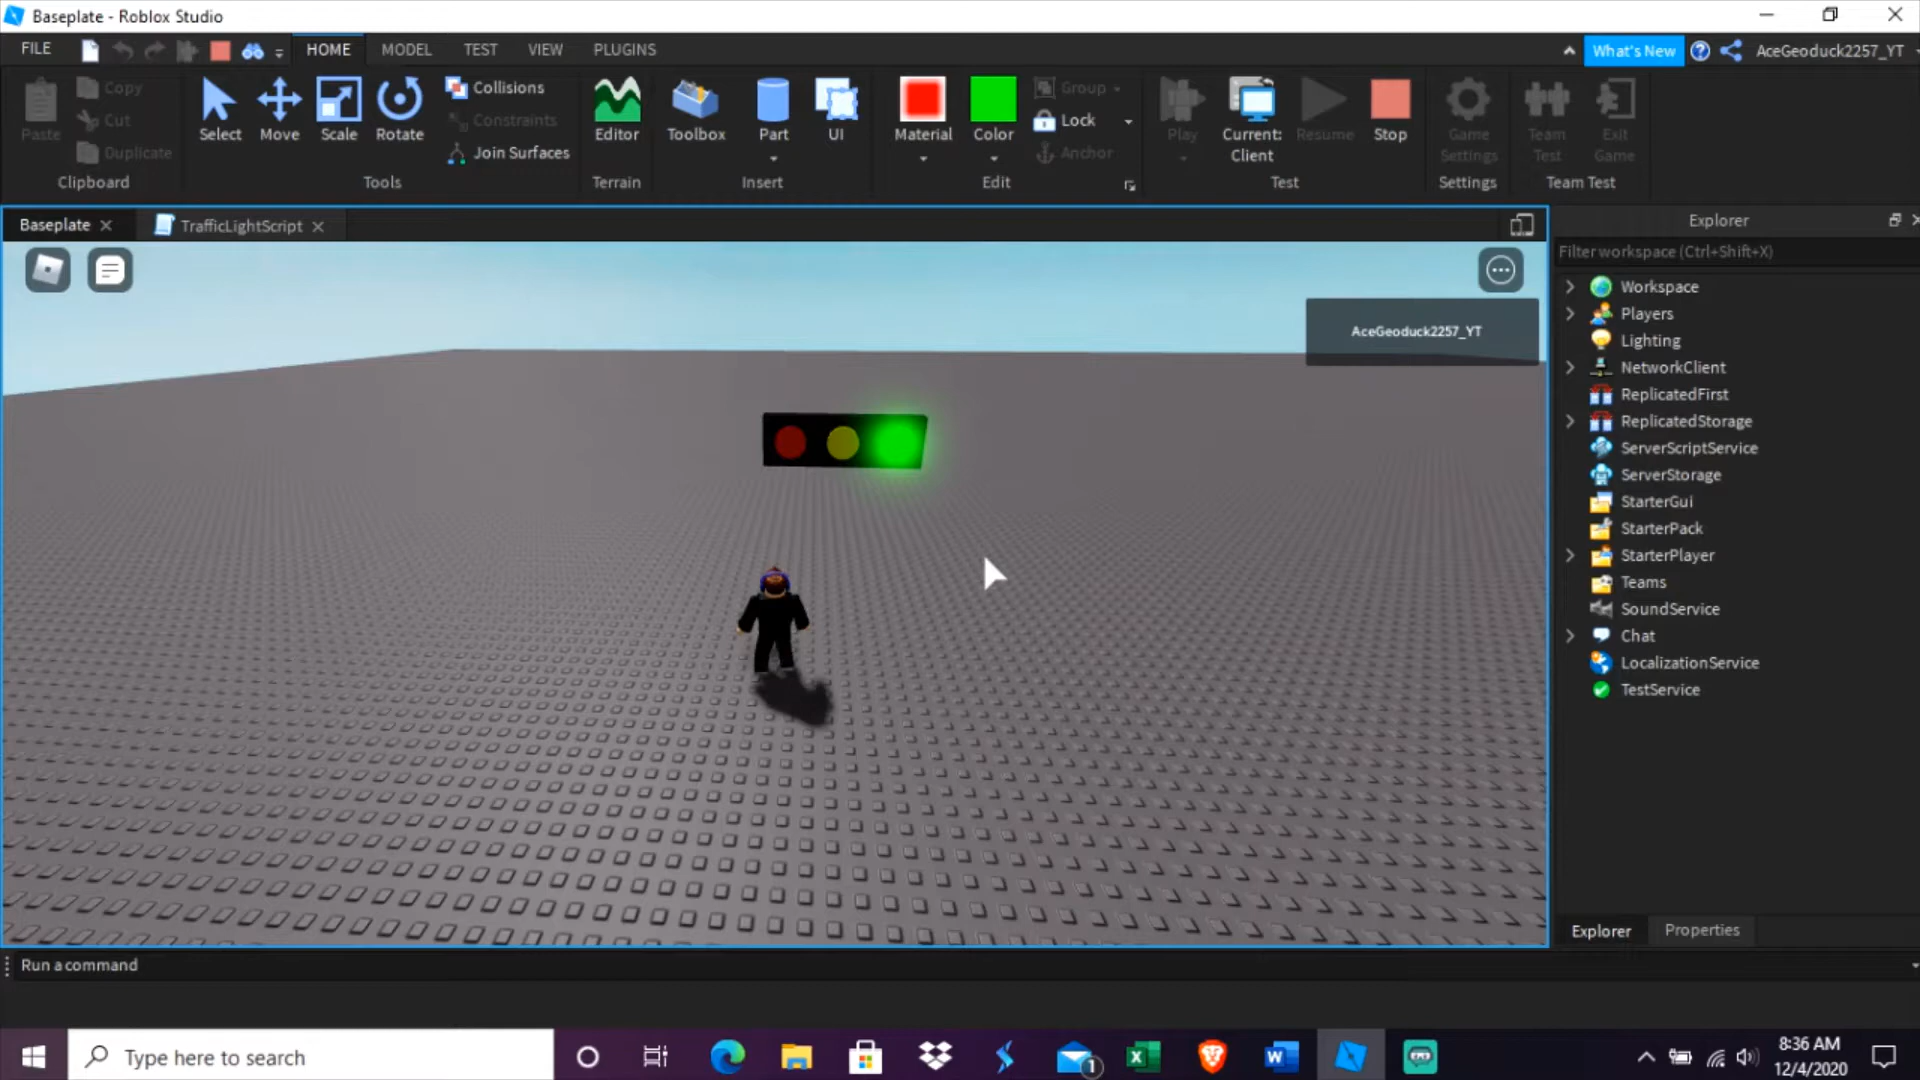 Baseplate - Roblox Studio
FILE HOME MODEL TEST VIEW PLUGINS What's New AceGeoduck2257_YT
Paste
Copy
Cut
Duplicate
Clipboard
Select Move Scale Rotate
Collisions
Constraints
Join Surfaces
Tools
Editor
Terrain
Toolbox Part UI
Insert
Material Color
Group
Lock
Anchor
Edit
Play Current: Client Resume Stop
Test
Game Settings
Settings
Team Test Exit Game
Team Test
Baseplate TrafficLightScript
AceGeoduck2257_YT
Explorer
Filter workspace (Ctrl+Shift+X)
Workspace
Players
Lighting
NetworkClient
ReplicatedFirst
ReplicatedStorage
ServerScriptService
ServerStorage
StarterGui
StarterPack
StarterPlayer
Teams
SoundService
Chat
LocalizationService
TestService
Explorer Properties
Run a command
Type here to search
1
8:36 AM
12/4/2020